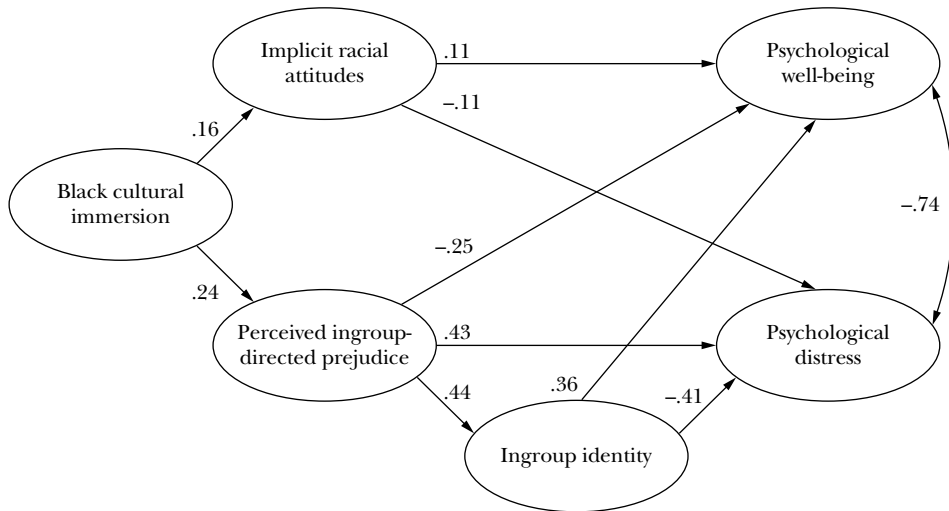 Implicit racial
attitudes
.11
Psychological
well-being
–.11
.16
Black cultural
immersion
–.74
–.25
.24
Perceived ingroup-
directed prejudice
.43
Psychological
distress
.44
.36
–.41
Ingroup identity